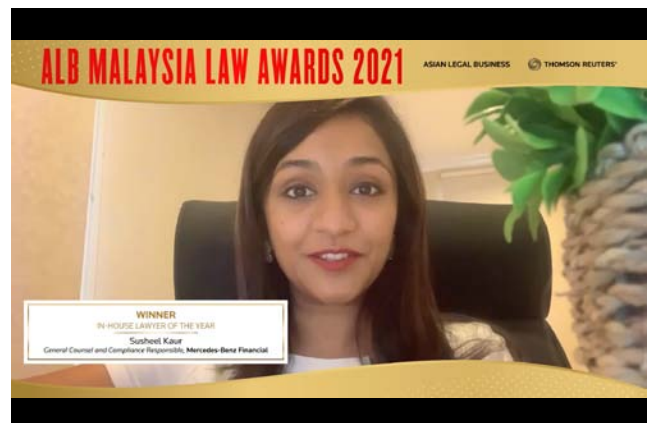 ALB MALAYSIA LAW AWARDS 2021
ASIAN LEGAL BUSINESS
THOMSON REUTERS®
WINNER
IN-HOUSE LAWYER OF THE YEAR
Susheel Kaur
General Counsel and Compliance Responsible, Mercedes-Benz Financial